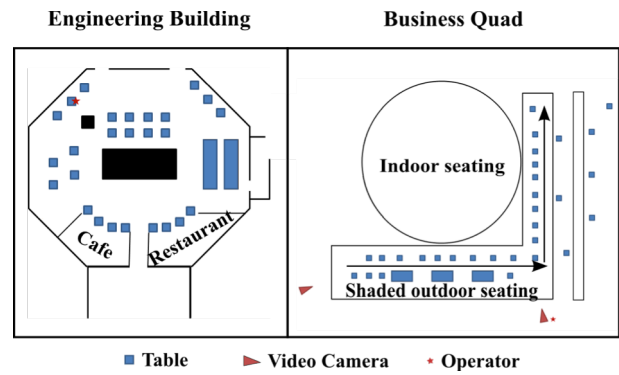 Engineering Building
Business Quad
Indoor seating
Cafe
Restaurant
Shaded outdoor seating
Table
Video Camera
Operator